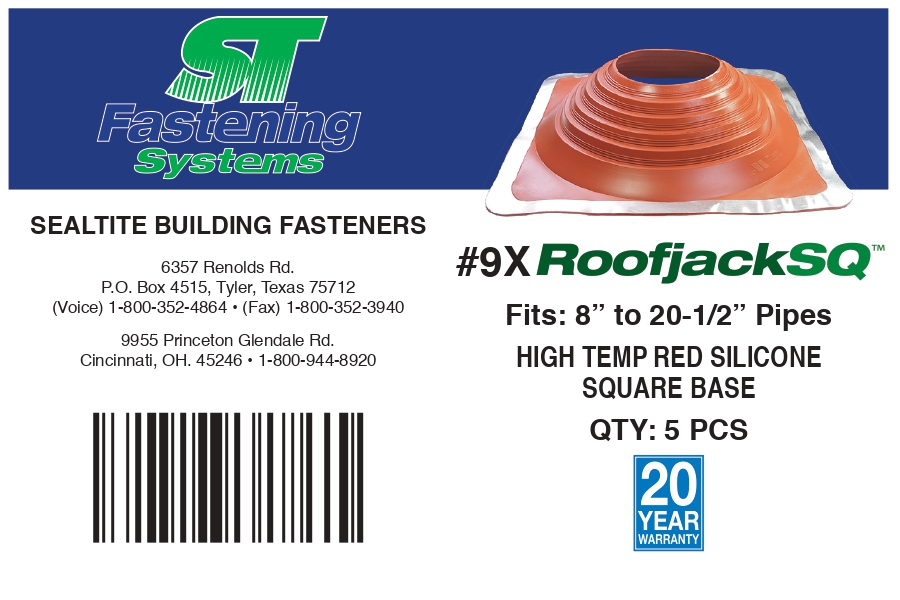 ST
Fastening
Systems
SEALTITE BUILDING FASTENERS
6357 Renolds Rd.
P.O. Box 4515, Tyler, Texas 75712
(Voice) 1-800-352-4864 • (Fax) 1-800-352-3940
9955 Princeton Glendale Rd.
Cincinnati, OH. 45246 • 1-800-944-8920
#9X RoofjackSQ™
Fits: 8” to 20-1/2” Pipes
HIGH TEMP RED SILICONE
SQUARE BASE
QTY: 5 PCS
20
YEAR
WARRANTY